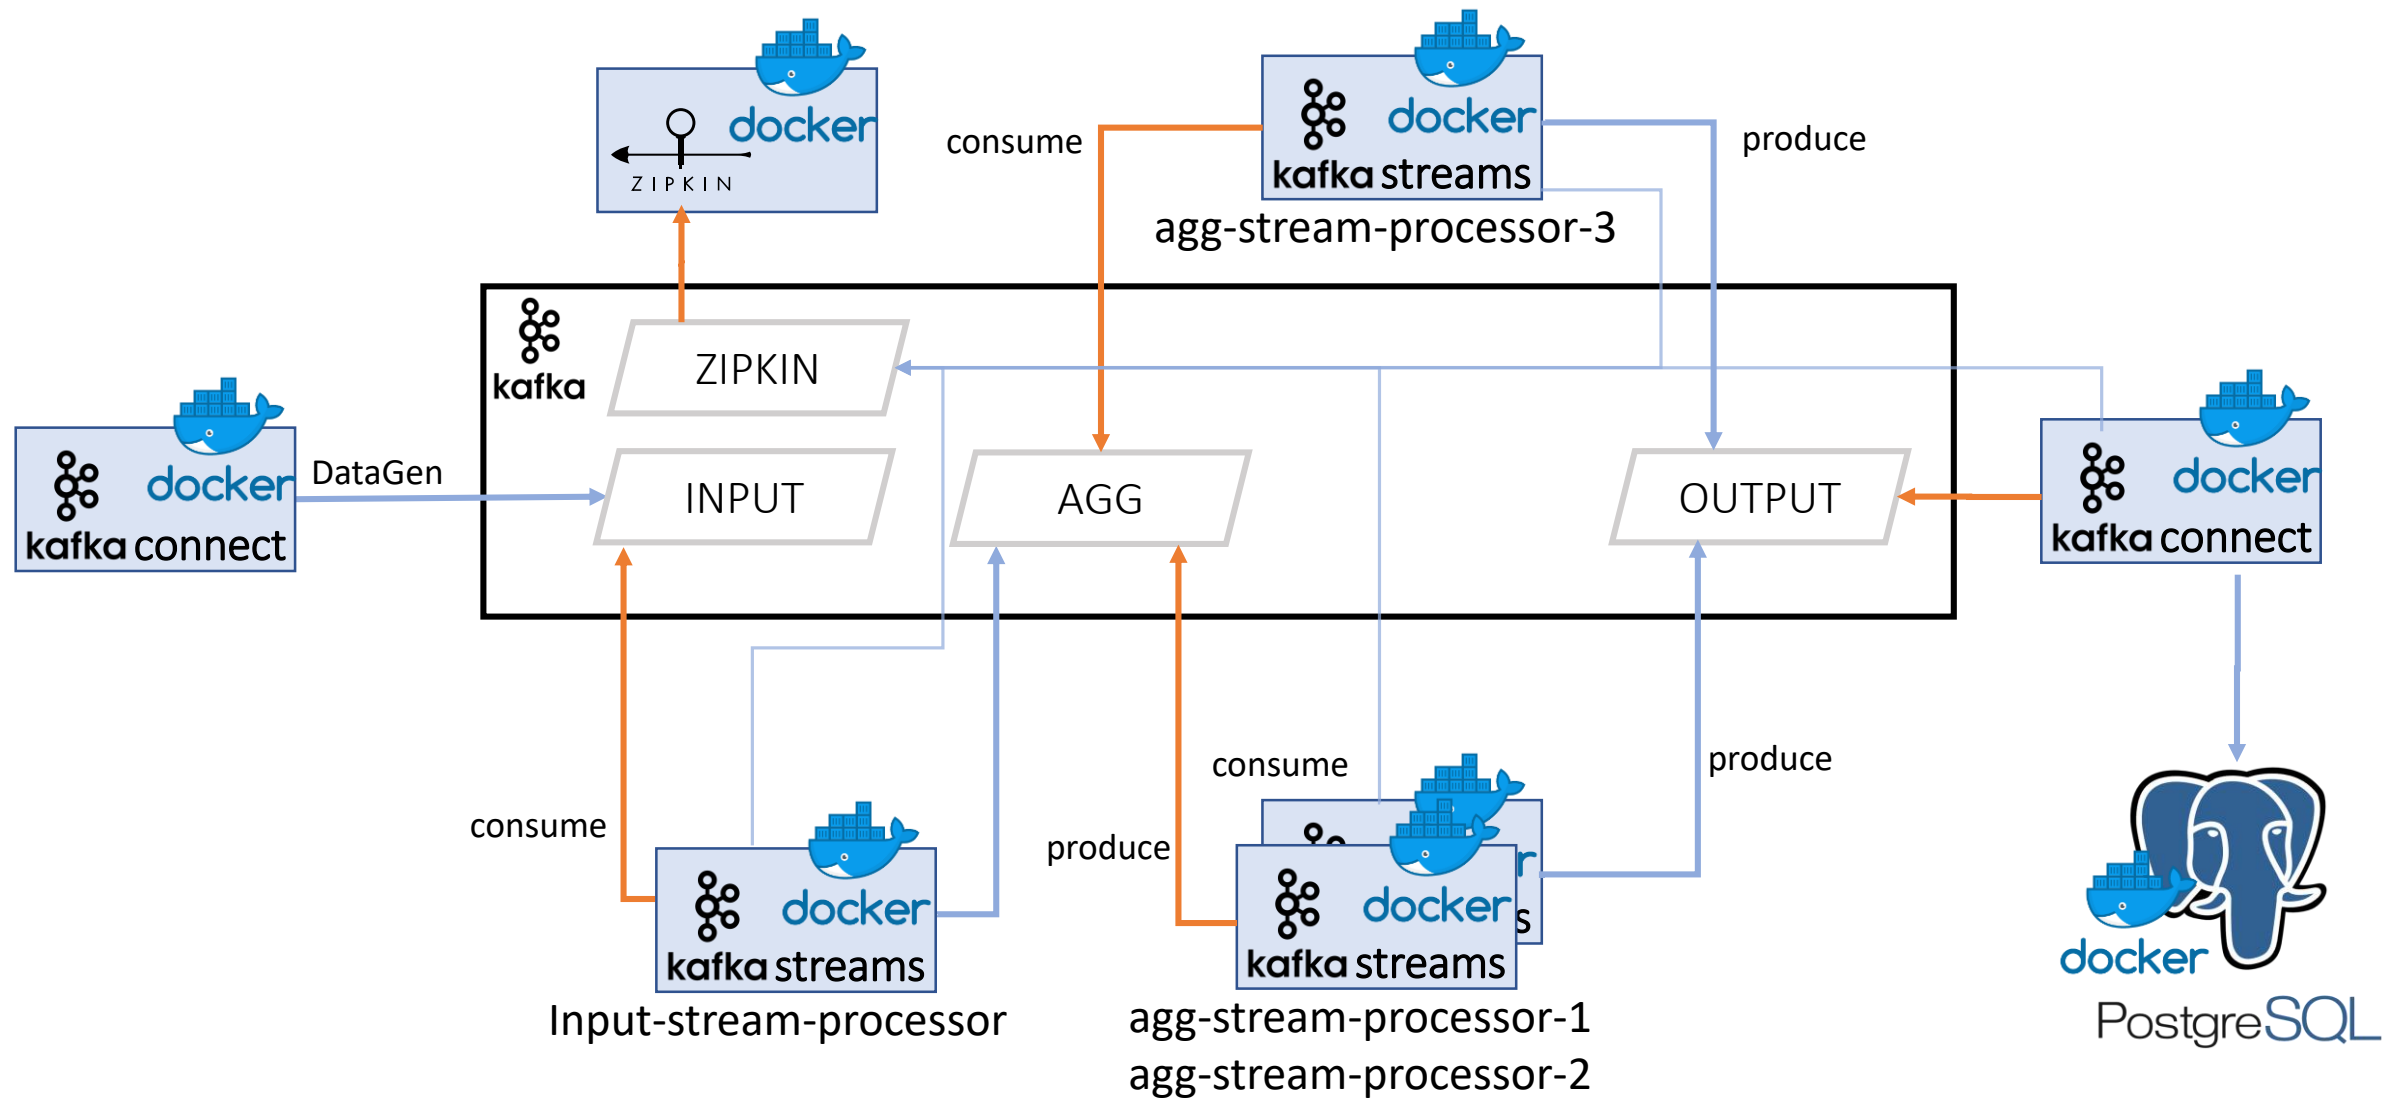 docker
ZIPKIN
docker
kafka streams
agg-stream-processor-3
consume
produce
kafka
ZIPKIN
INPUT
AGG
OUTPUT
DataGen
docker
kafka connect
docker
kafka connect
consume
docker
kafka streams
Input-stream-processor
consume
produce
produce
r
s
docker
kafka streams
agg-stream-processor-1
agg-stream-processor-2
docker
PostgreSQL